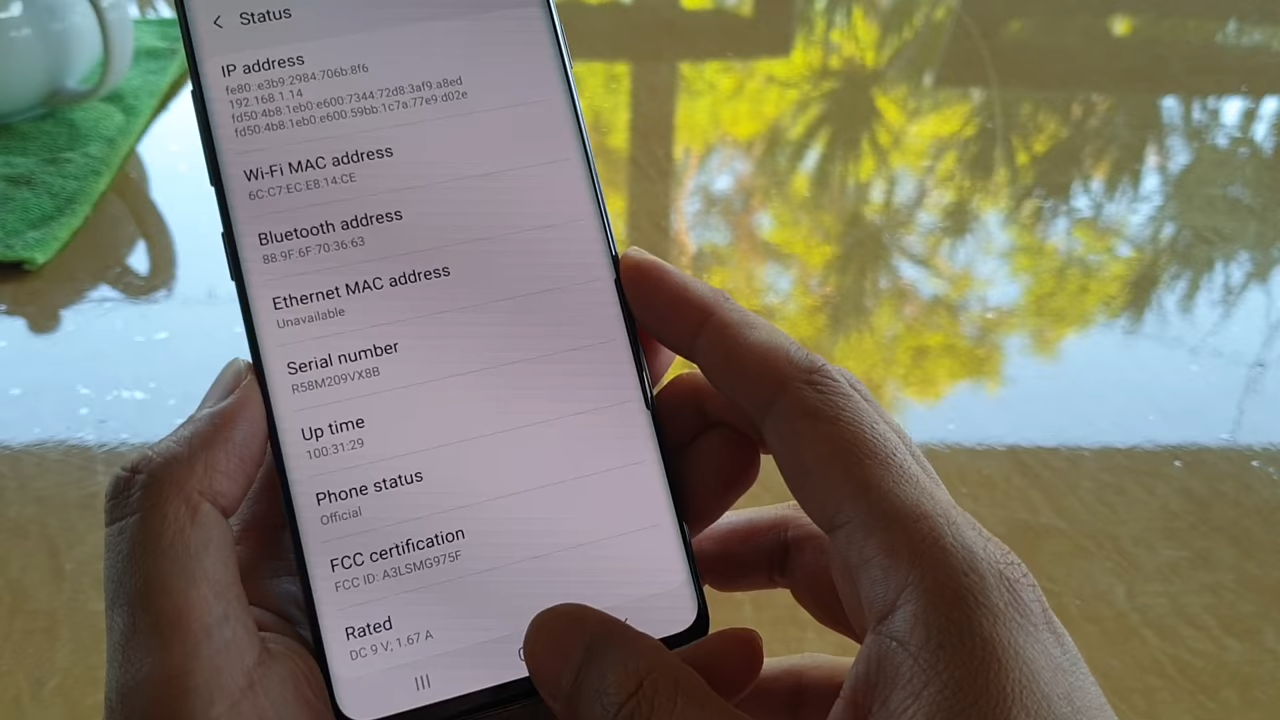 Status
IP address
fe80::e3b9:2984:706b:8f6
192.168.1.14
fd50:4b8:1eb0:e600:7344:72d8:3af9:a8ed
fd50:4b8:1eb0:e600:59bb:1c7a:77e9:d02e
Wi-Fi MAC address
6C:C7:EC:E8:14:CE
Bluetooth address
88:9F:6F:70:36:63
Ethernet MAC address
Unavailable
Serial number
R58M209VX8B
Up time
100:31:29
Phone status
Official
FCC certification
FCC ID: A3LSMG975F
Rated
DC 9 V; 1.67 A